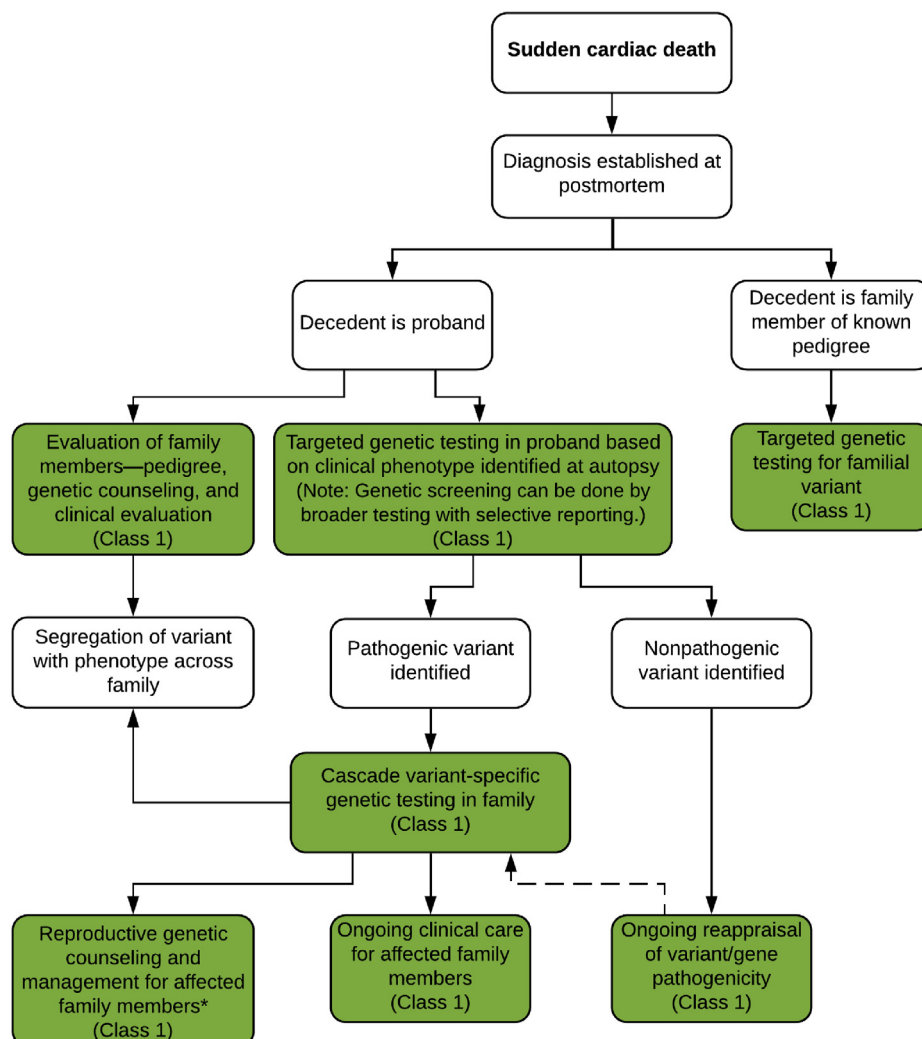 Sudden cardiac death
Diagnosis established at
postmortem
Decedent is proband
Decedent is family
member of known
pedigree
Evaluation of family
members—pedigree,
genetic counseling, and
clinical evaluation
(Class 1)
Targeted genetic testing in proband based
on clinical phenotype identified at autopsy
(Note: Genetic screening can be done by
broader testing with selective reporting.)
(Class 1)
Targeted genetic
testing for familial
variant
(Class 1)
Segregation of variant
with phenotype across
family
Pathogenic variant
identified
Nonpathogenic
variant identified
Cascade variant-specific
genetic testing in family
(Class 1)
Reproductive genetic
counseling and
management for affected
family members*
(Class 1)
Ongoing clinical care
for affected family
members
(Class 1)
Ongoing reappraisal
of variant/gene
pathogenicity
(Class 1)